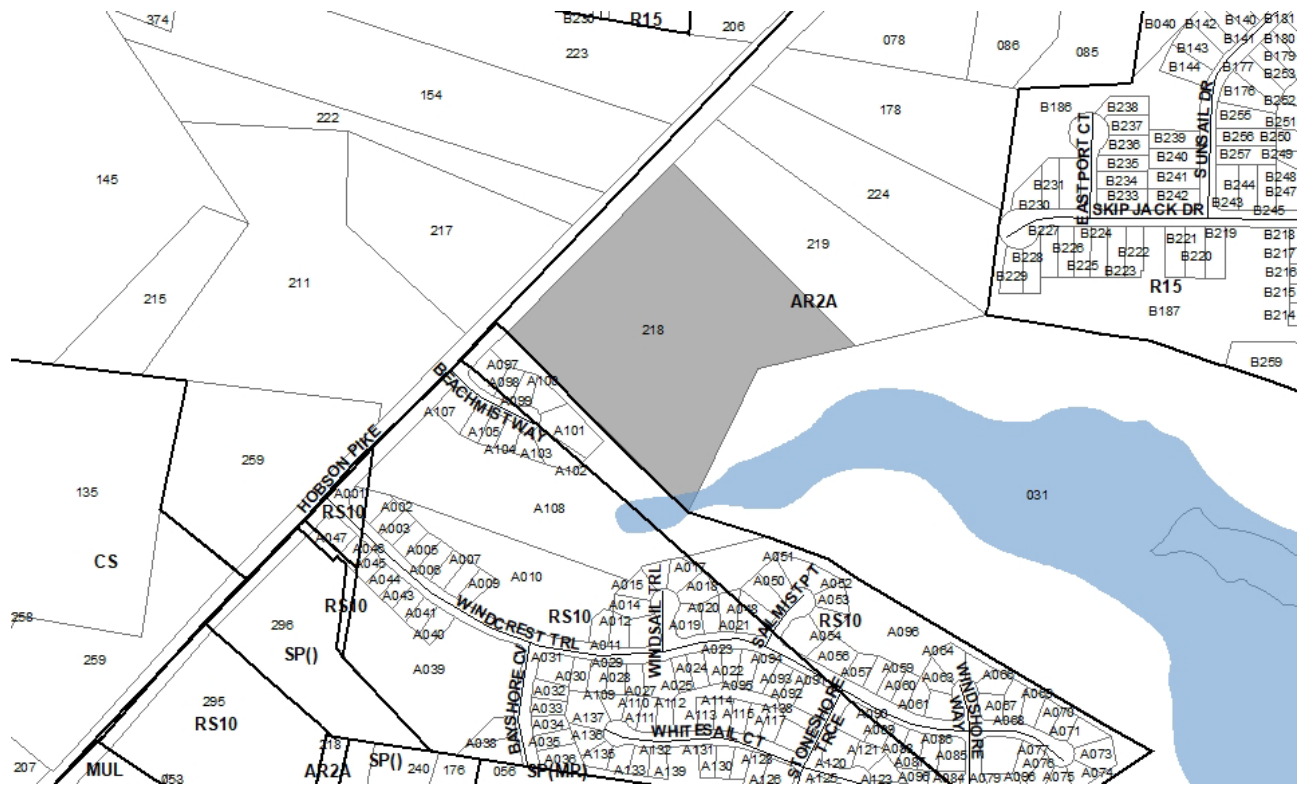 374
B230
R15
206
223
078
086
085
B040
B142
B140
B181
B141
B180
B143
B144
B177
B179
B253
B176
B252
154
222
178
B186
B238
B237
B236
B239
B235
B240
B234
B241
B233
B242
B255
B251
B256
B250
B257
B249
B248
B244
B247
B243
B245
SUNSAIL DR
EASTPORT CT
SKIPJACK DR
145
217
224
219
B231
B230
B227
B224
B219
B218
B226
B222
B221
B217
B228
B225
B220
B223
B229
B216
B215
B214
R15
B187
B259
211
215
AR2A
218
A097
A098
A100
A099
BEACHMIST WAY
A107
A105
A101
A104
A103
A102
HOBSON PIKE
259
135
CS
258
259
A001
RS10
A002
A003
A047
A046
A045
A005
A006
A007
A009
A010
A108
031
A044
A043
A041
A040
RS10
WINDCREST TRL
RS10
A015
A014
A012
A011
A017
A018
A020
A019
A048
A021
WINDSAIL TRL
A051
A050
SALMIST PT
A052
A053
RS10
A054
A096
A064
296
SP()
A039
295
RS10
A031
A030
A029
A028
A032
A033
A034
A035
A036
A038
BAYSHORE CV
A109
A027
A025
A024
A022
A023
A095
A094
A093
A092
A091
A056
A057
A059
A060
A061
A063
A066
A067
A068
A069
A070
A071
A073
A074
A075
A076
A077
WINDSHORE WAY
A110
A111
A112
A113
A114
A115
A117
A138
A137
A136
A135
A132
A131
A133
A139
A130
A128
A126
A125
WHITESAIL CT
STONESHORE TRCE
A120
A121
A123
A090
A089
A088
A087
A086
A085
A084
A079
A096
A096
207
MUL
053
218
AR2A
SP()
240
176
056
SP(MR)